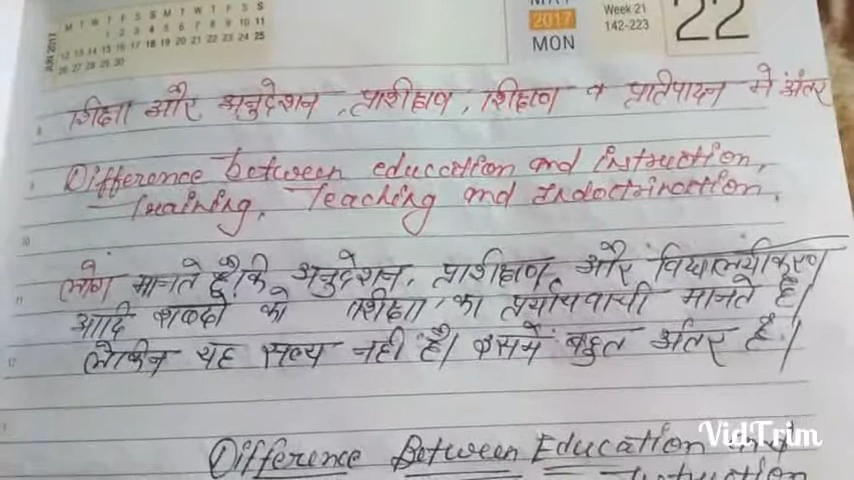 JUN 2017
M T W T F S S M T W T F S S
1 2 3 4 5 6 7 8 9 10 11
12 13 14 15 16 17 18 19 20 21 22 23 24 25
26 27 28 29 30
MAY
2017
MON
Week 21
142-223
22
शिक्षा और अनुदेशन, प्रशीक्षण, शिक्षण व प्रतिपादन में अंतर
Difference between education and instruction,
Training, Teaching and Indoctrination.
लोग मानते है कि अनुदेशन, प्रशीक्षण और विद्यालयीकरण
आदि शब्दो को शिक्षा का प्रर्यायवाची मानते है।
लेकिन यह सत्य नही है। इसमें बहुत अंतर है।
Difference Between Education and
Instruction
VidTrim